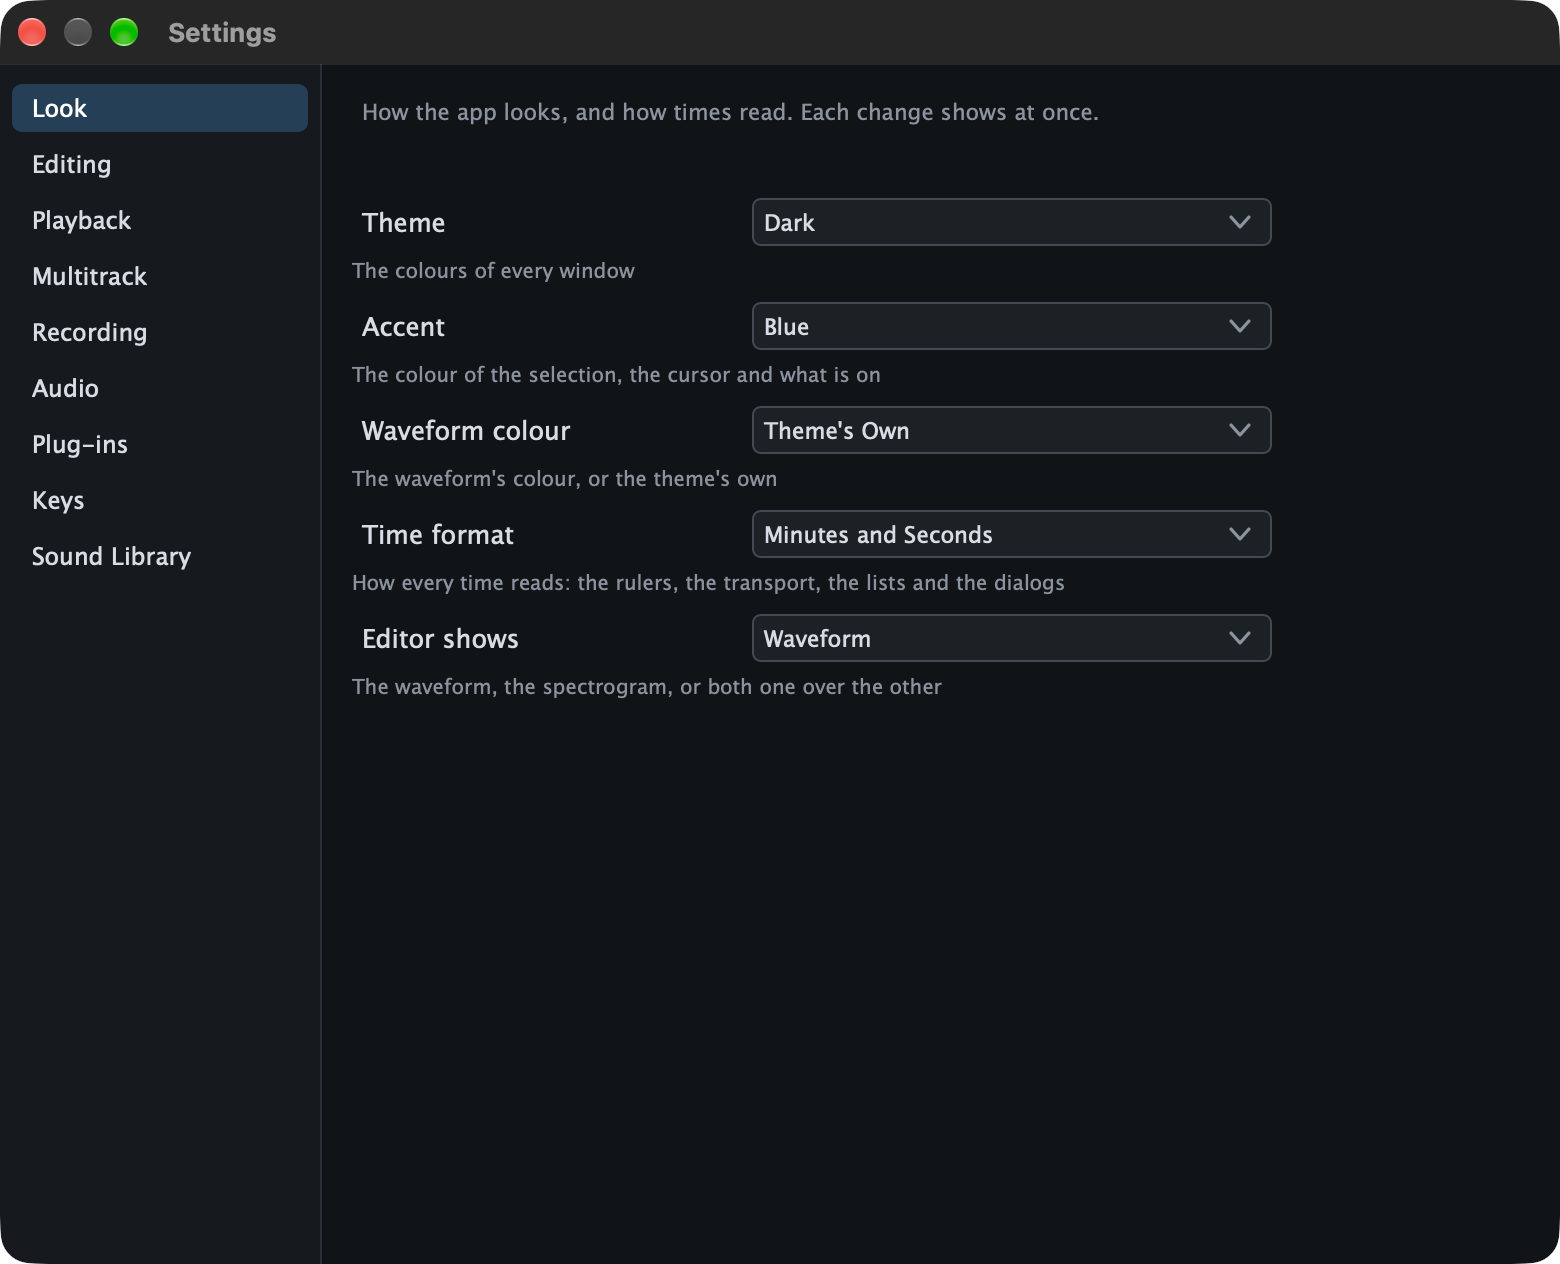 Settings
Look
Editing
Playback
Multitrack
Recording
Audio
Plug-ins
Keys
Sound Library
How the app looks, and how times read. Each change shows at once.
Theme
Dark
The colours of every window
Accent
Blue
The colour of the selection, the cursor and what is on
Waveform colour
Theme's Own
The waveform's colour, or the theme's own
Time format
Minutes and Seconds
How every time reads: the rulers, the transport, the lists and the dialogs
Editor shows
Waveform
The waveform, the spectrogram, or both one over the other